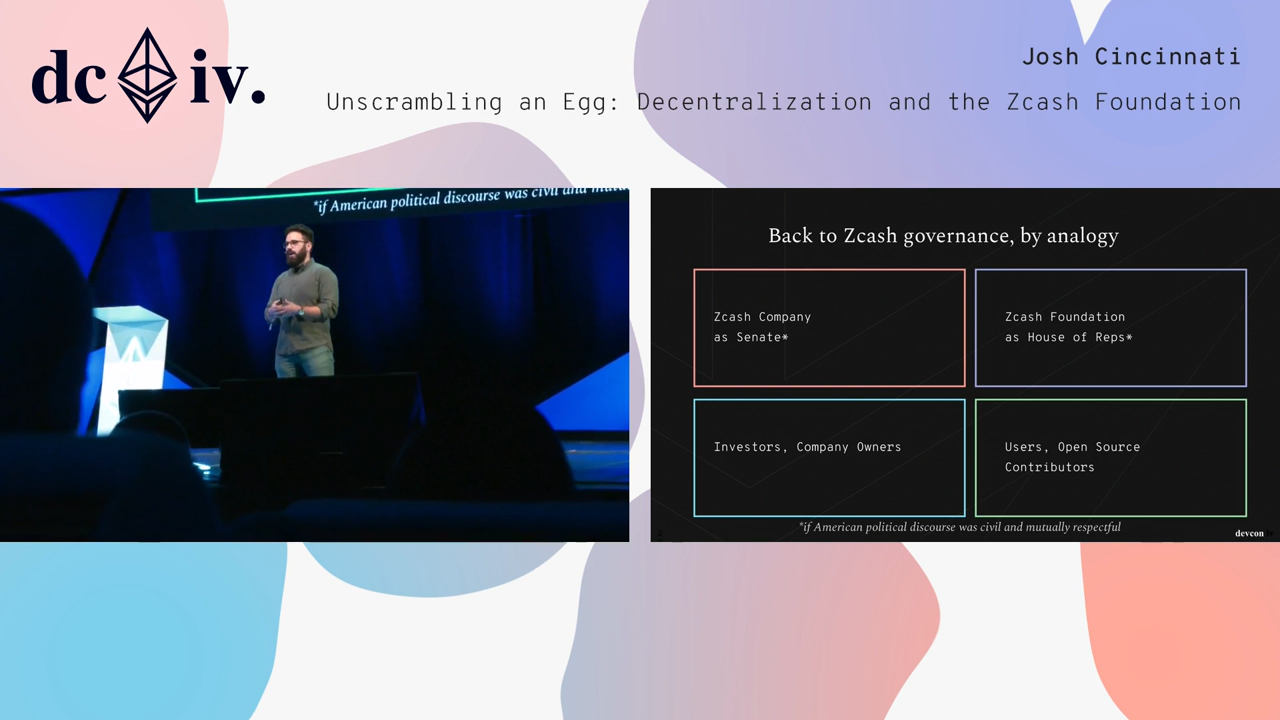 dc iv.
Josh Cincinnati
Unscrambling an Egg: Decentralization and the Zcash Foundation
*if American political discourse was civil and mutu
Back to Zcash governance, by analogy
Zcash Company
as Senate*
Zcash Foundation
as House of Reps*
Investors, Company Owners
Users, Open Source
Contributors
*if American political discourse was civil and mutually respectful
devcon